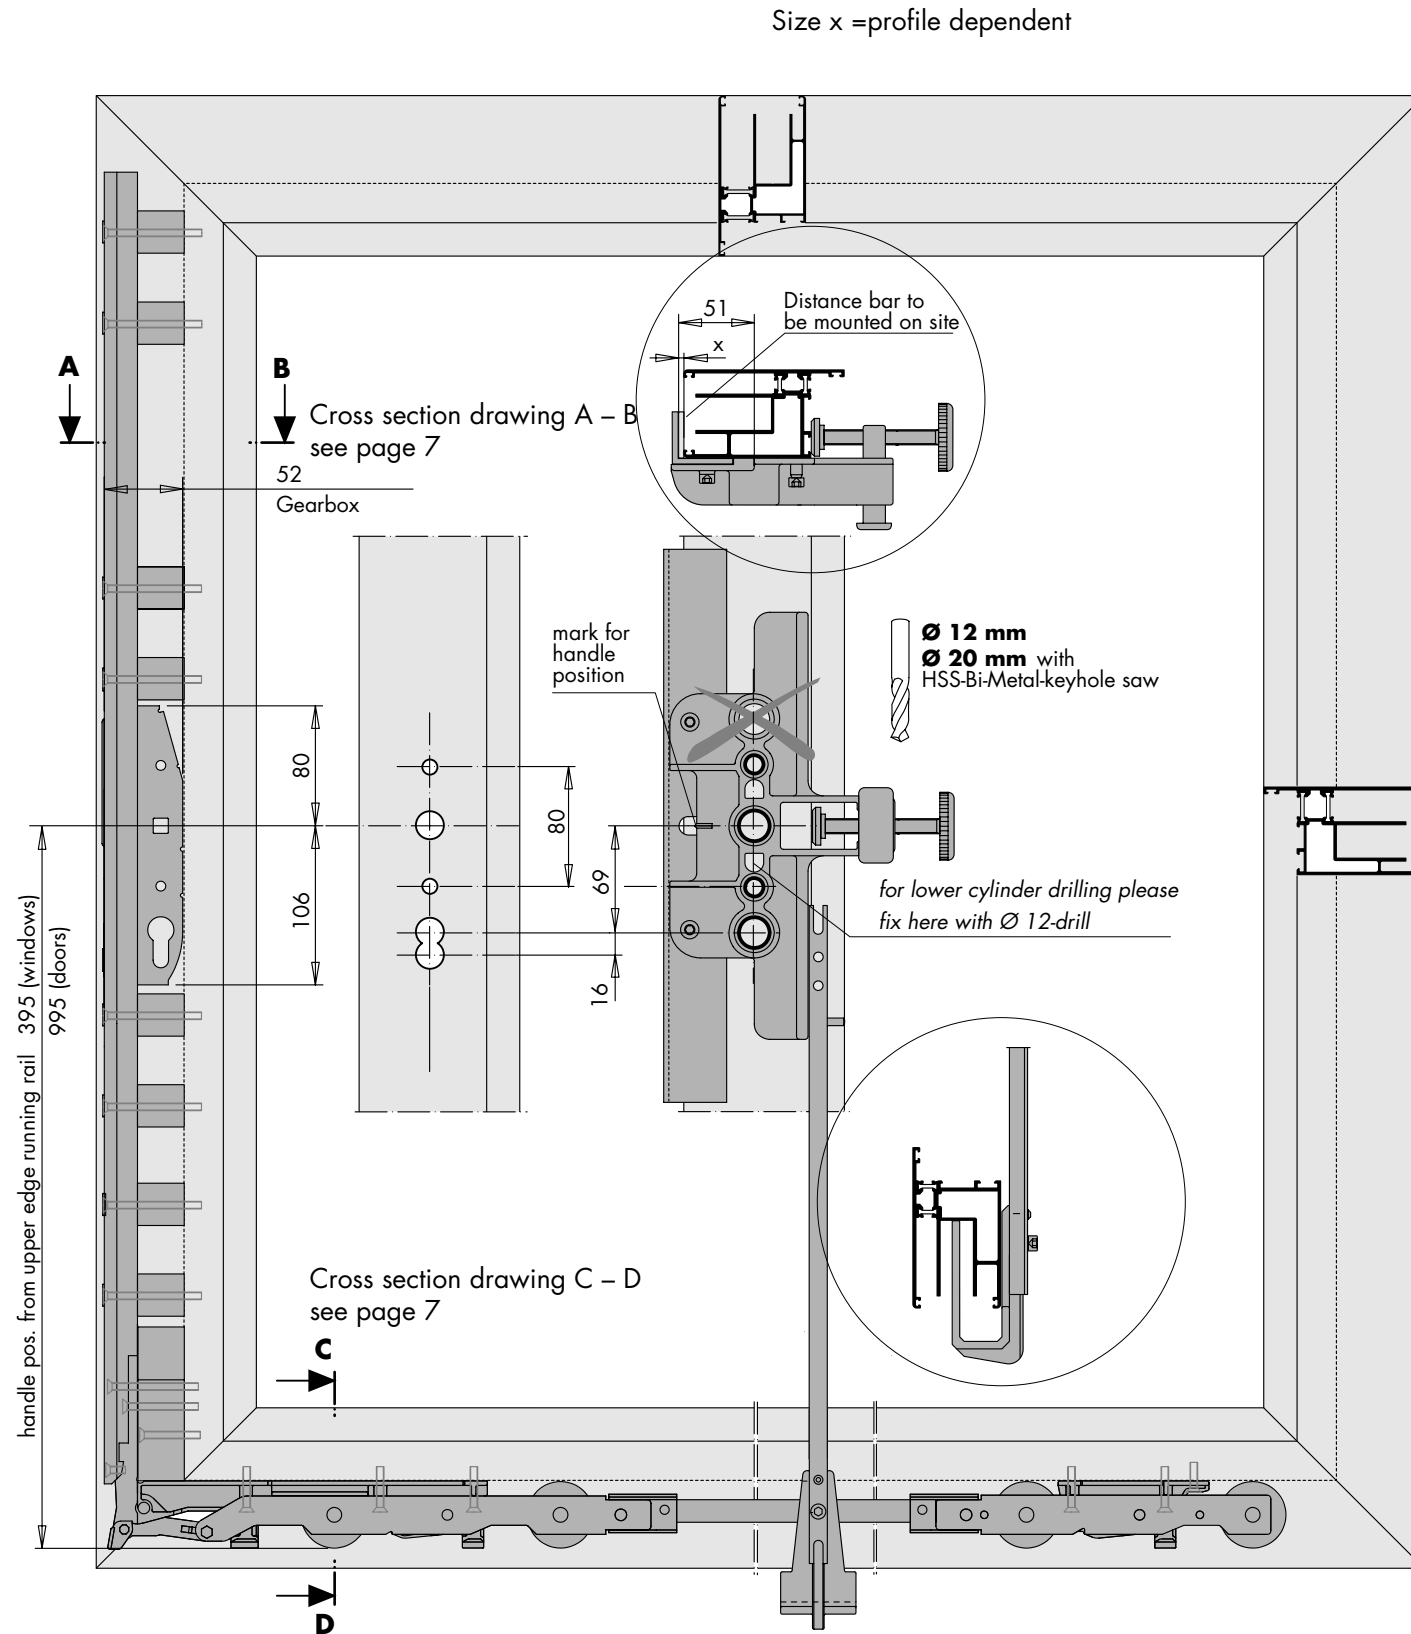 Size x =profile dependent
51
Distance bar to
be mounted on site
x
A
B
Cross section drawing A – B
see page 7
52
Gearbox
mark for
handle
position
Ø 12 mm
Ø 20 mm with
HSS-Bi-Metal-keyhole saw
80
80
106
69
16
for lower cylinder drilling please
fix here with Ø 12-drill
handle pos. from upper edge running rail 395 (windows)
995 (doors)
Cross section drawing C – D
see page 7
C
D